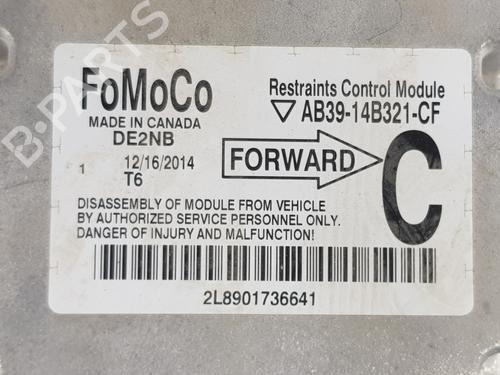 B-PARTS
FoMoCo
MADE IN CANADA
DE2NB
1 12/16/2014
T6
Restraints Control Module
AB39-14B321-CF
FORWARD
C
DISASSEMBLY OF MODULE FROM VEHICLE
BY AUTHORIZED SERVICE PERSONNEL ONLY.
DANGER OF INJURY AND MALFUNCTION!
2L8901736641